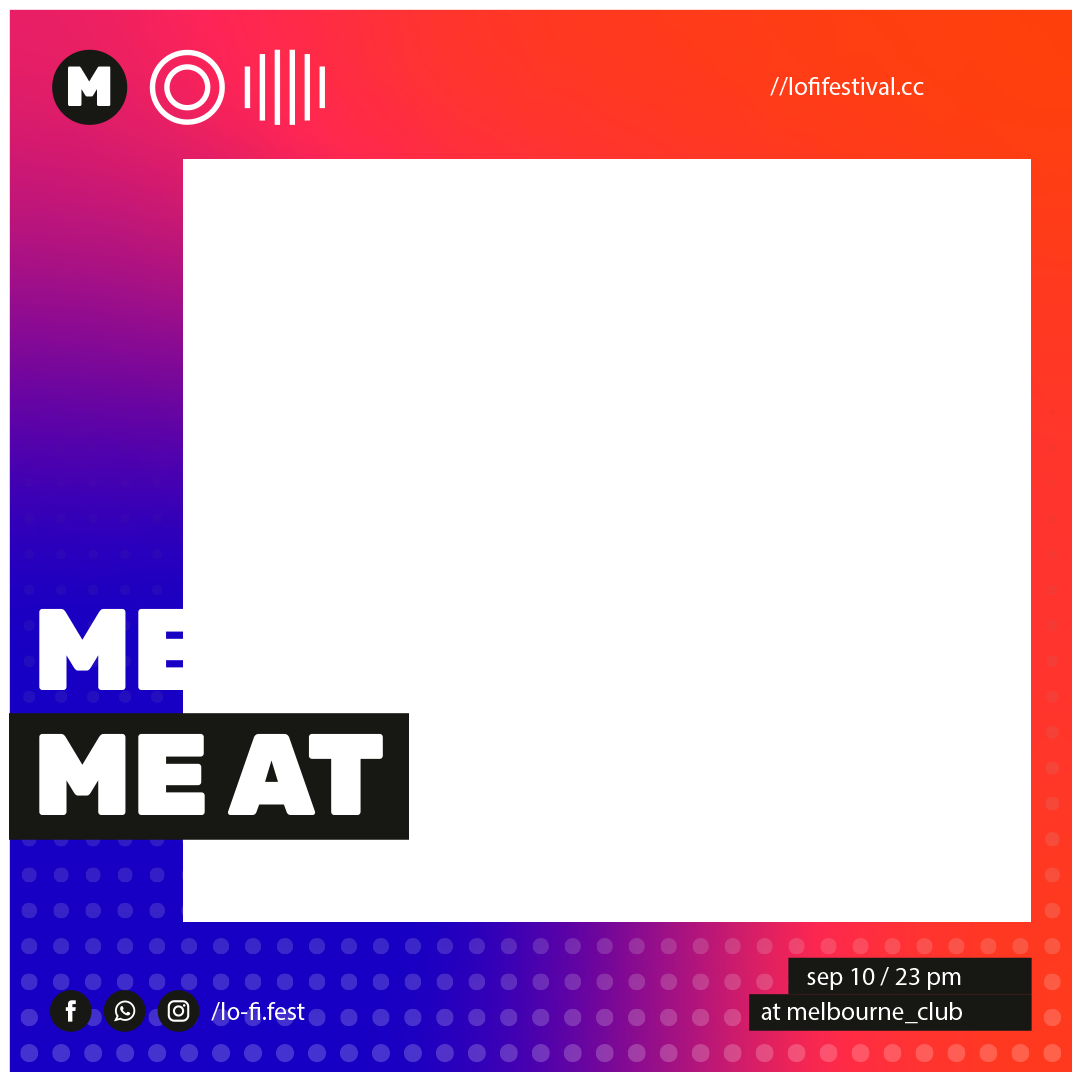 M
//lofifestival.cc
ME
ME AT
/lo-fi.fest
sep 10 / 23 pm
at melbourne_club